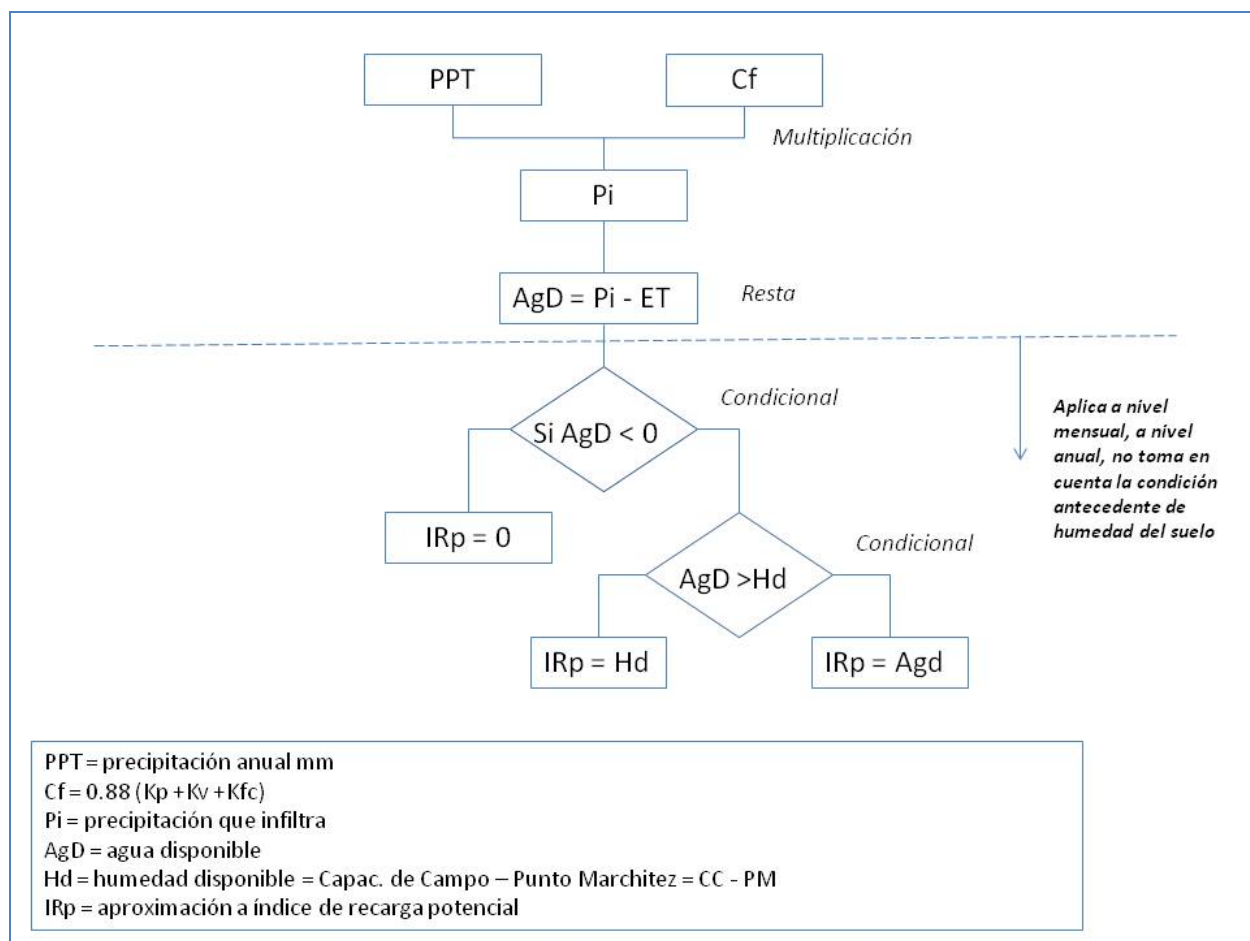 PPT
Cf
Multiplicación
Pi
AgD = Pi - ET
Resta
Condicional
Si AgD < 0
Aplica a nível
mensual, a nível
anual, no toma en
cuenta la condición
antecedente de
humedad del suelo
IRp = 0
Condicional
AgD >Hd
IRp = Hd
IRp = Agd
PPT = precipitación anual mm
Cf = 0.88 (Kp +Kv +Kfc)
Pi = precipitación que infiltra
AgD = agua disponible
Hd = humedad disponible = Capac. de Campo – Punto Marchitez = CC - PM
IRp = aproximación a índice de recarga potencial